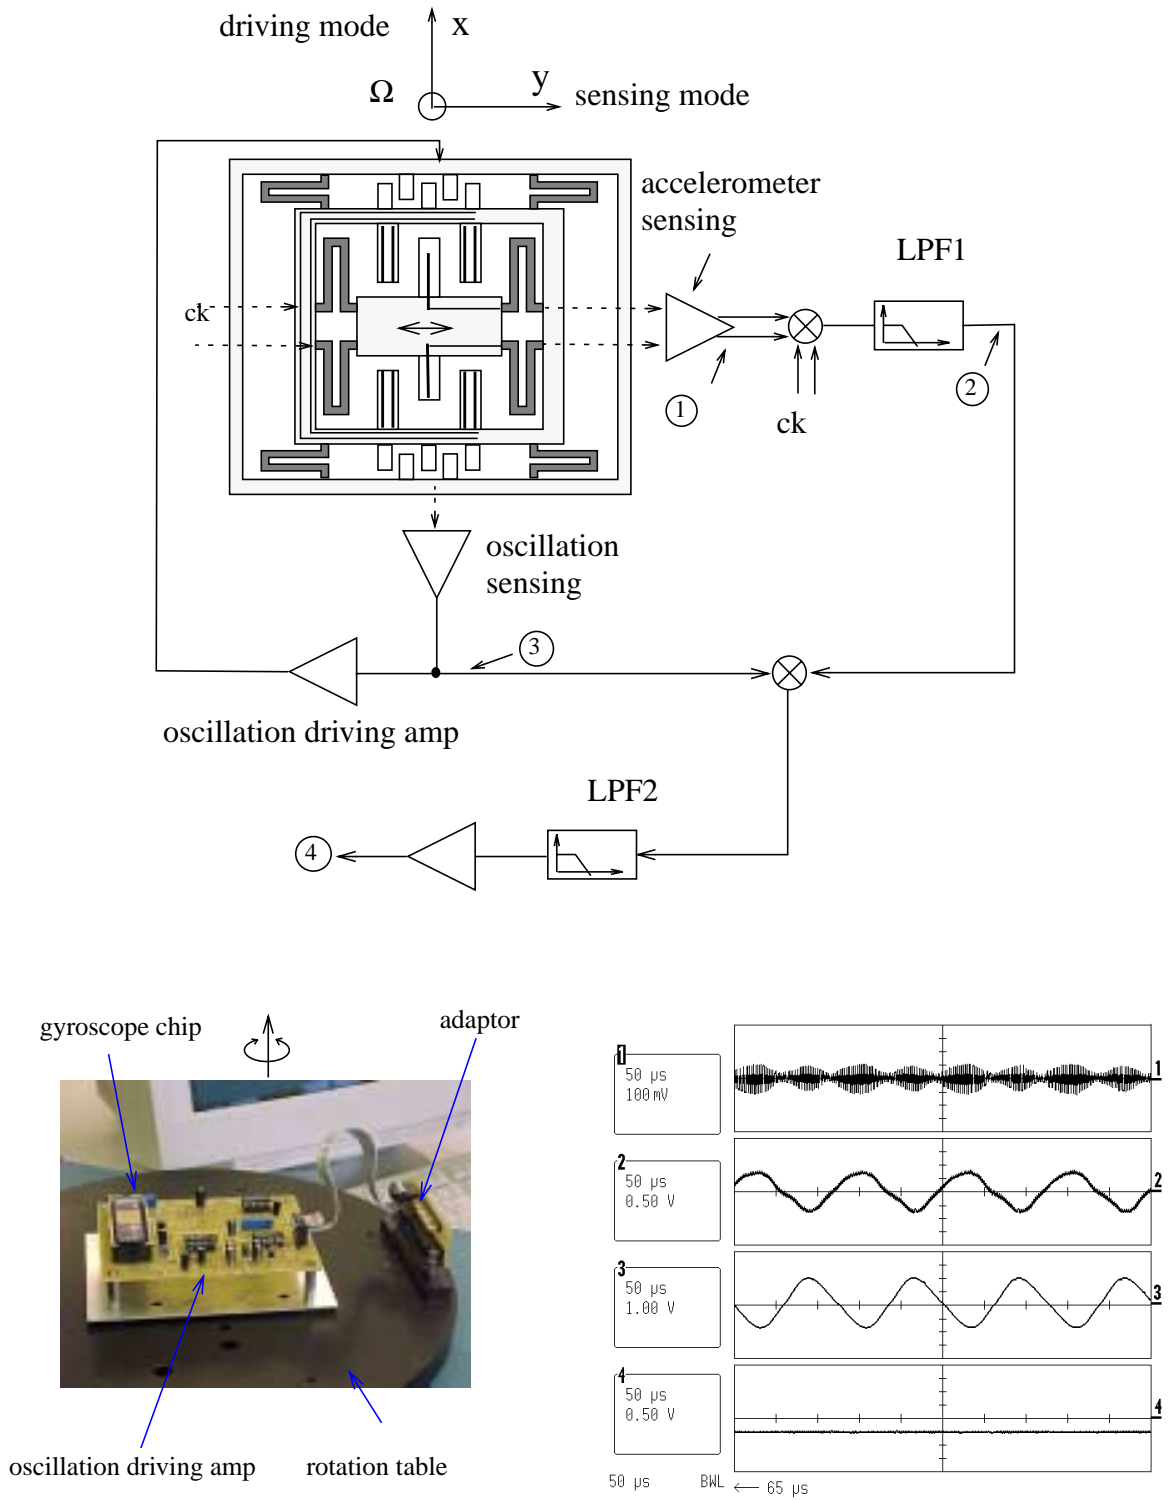 driving mode
x
Ω
y
sensing mode
accelerometer
sensing
LPF1
ck
1
2
ck
oscillation
sensing
3
oscillation driving amp
LPF2
4
gyroscope chip
adaptor
oscillation driving amp
rotation table
1
50 µs
100 mV
1
2
50 µs
0.50 V
2
3
50 µs
1.00 V
3
4
50 µs
0.50 V
4
50 µs
BWL
65 µs